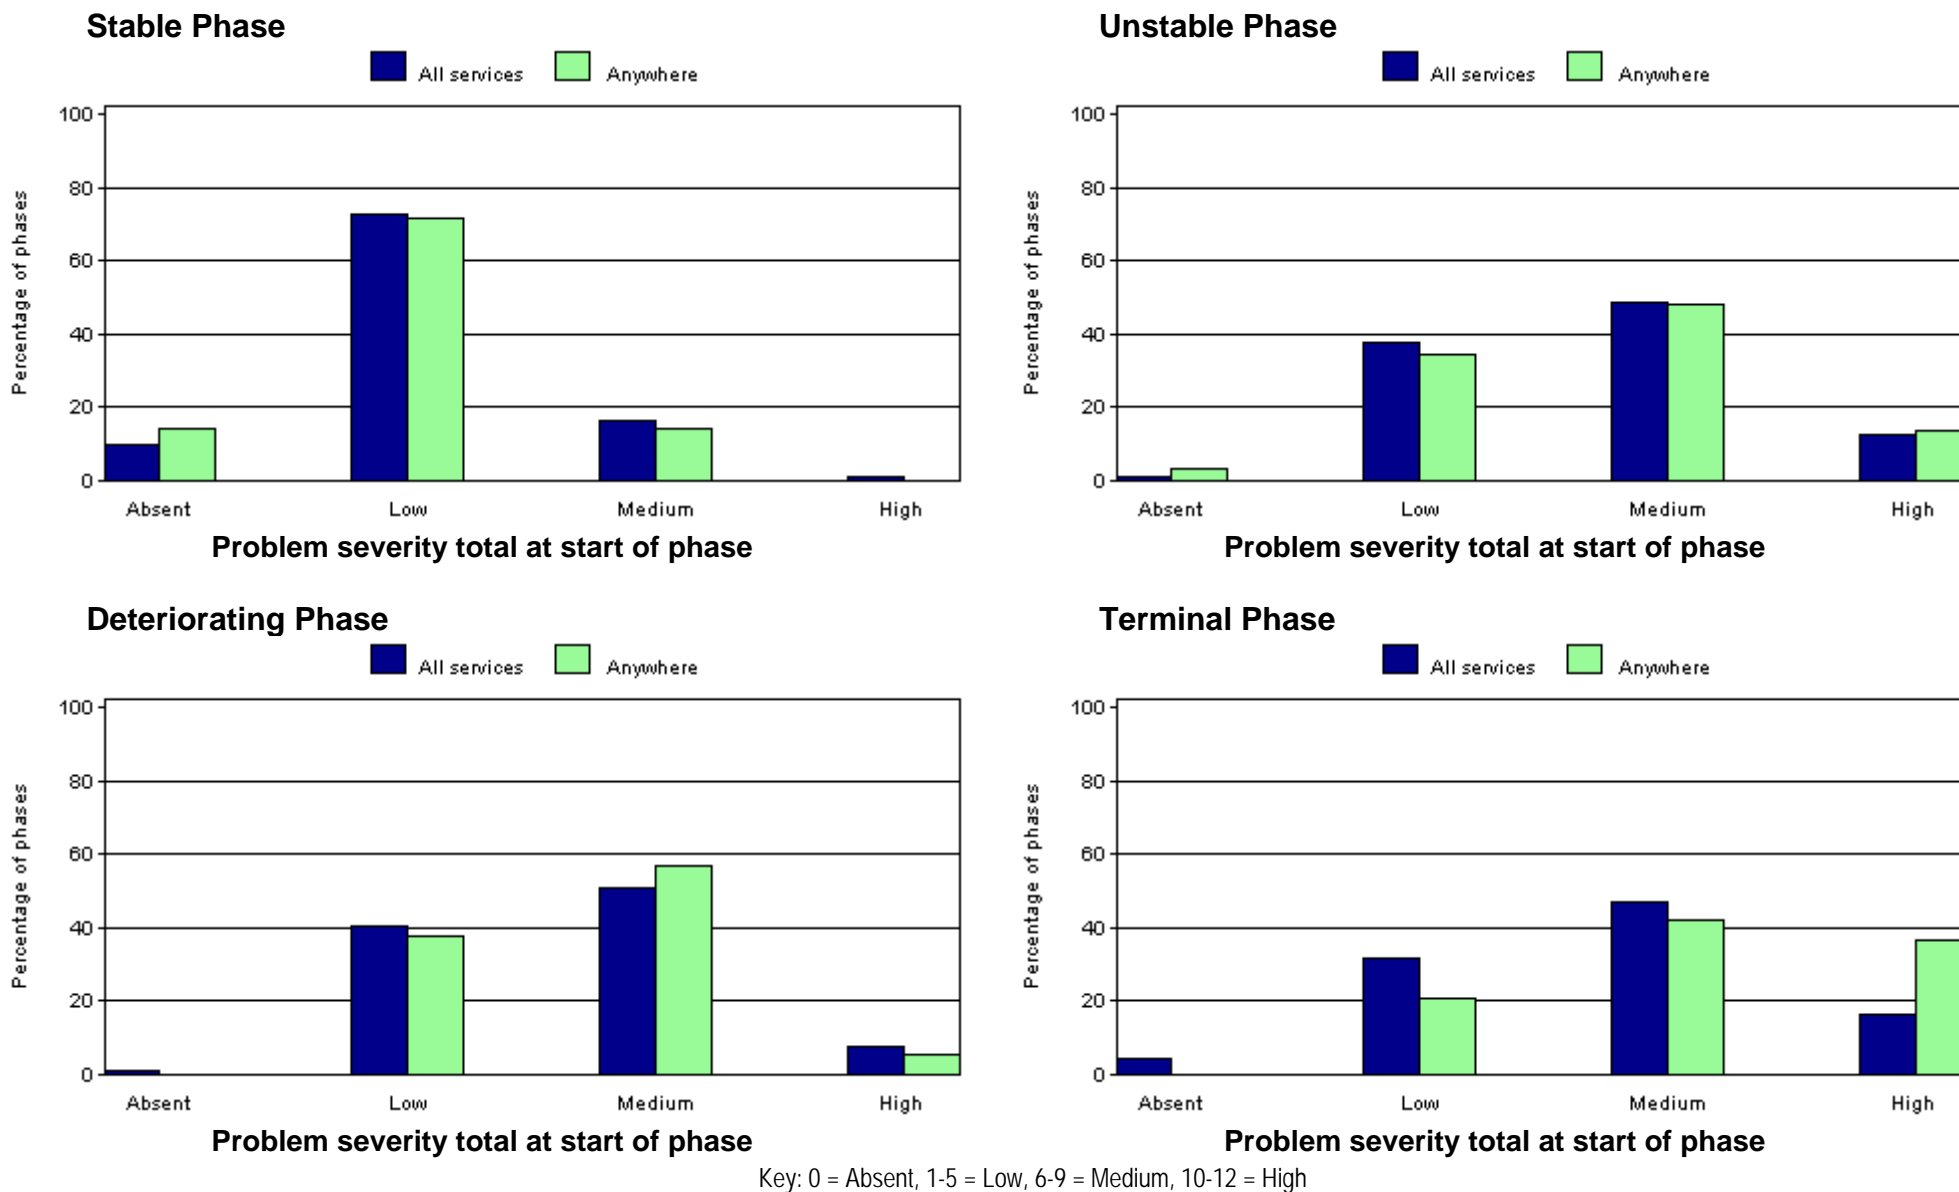 Stable Phase
All services Anywhere
100
80
60
40
20
0
Percentage of phases
Absent Low Medium High
Problem severity total at start of phase
Unstable Phase
All services Anywhere
100
80
60
40
20
0
Percentage of phases
Absent Low Medium High
Problem severity total at start of phase
Deteriorating Phase
All services Anywhere
100
80
60
40
20
0
Percentage of phases
Absent Low Medium High
Problem severity total at start of phase
Terminal Phase
All services Anywhere
100
80
60
40
20
0
Percentage of phases
Absent Low Medium High
Problem severity total at start of phase
Key: 0 = Absent, 1-5 = Low, 6-9 = Medium, 10-12 = High